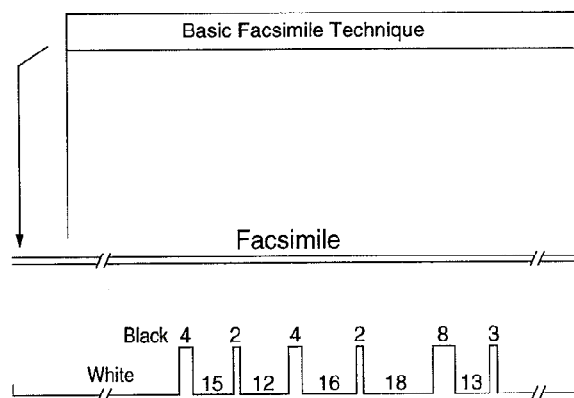 Basic Facsimile Technique
Facsimile
Black 4 2 4 2 8 3
White 15 12 16 18 13